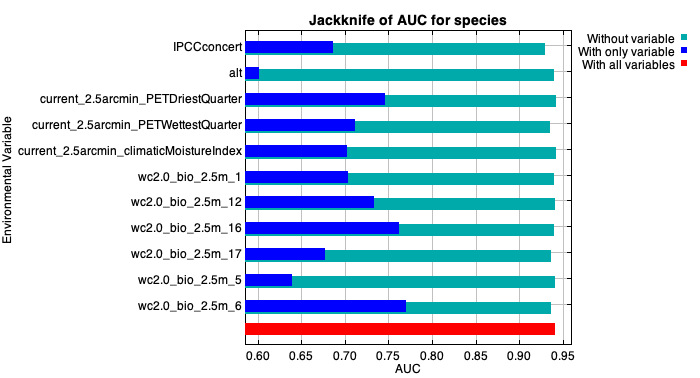 Jackknife of AUC for species
Without variable
With only variable
With all variables
Environmental Variable
IPCCconcert
alt
current_2.5arcmin_PETDriestQuarter
current_2.5arcmin_PETWettestQuarter
current_2.5arcmin_climaticMoistureIndex
wc2.0_bio_2.5m_1
wc2.0_bio_2.5m_12
wc2.0_bio_2.5m_16
wc2.0_bio_2.5m_17
wc2.0_bio_2.5m_5
wc2.0_bio_2.5m_6
0.60 0.65 0.70 0.75 0.80 0.85 0.90 0.95
AUC